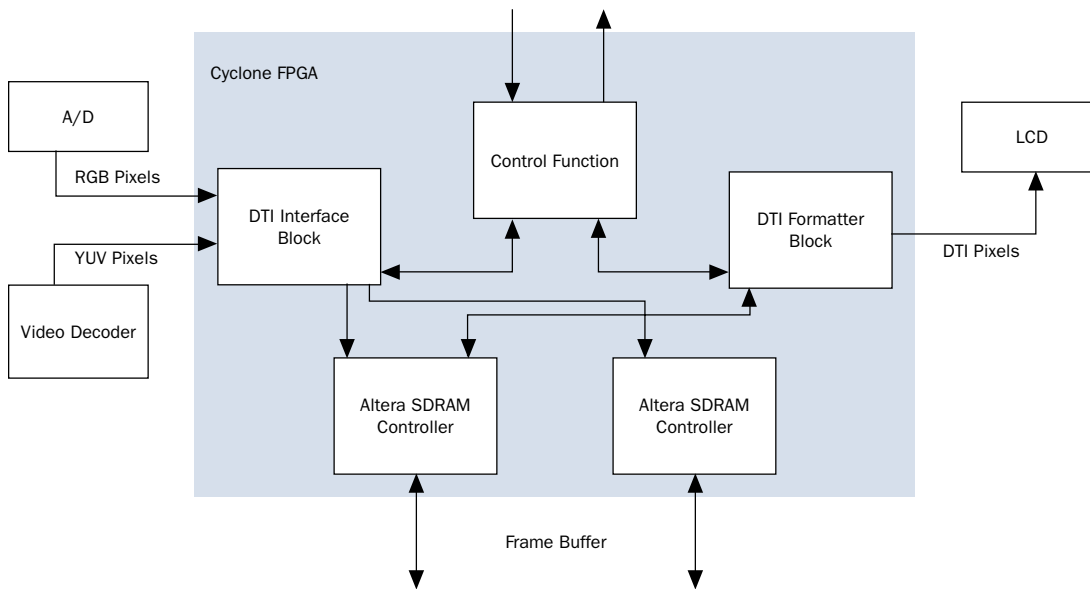 Cyclone FPGA
A/D
RGB Pixels
YUV Pixels
Video Decoder
DTI Interface
Block
Control Function
DTI Formatter
Block
LCD
DTI Pixels
Altera SDRAM
Controller
Altera SDRAM
Controller
Frame Buffer